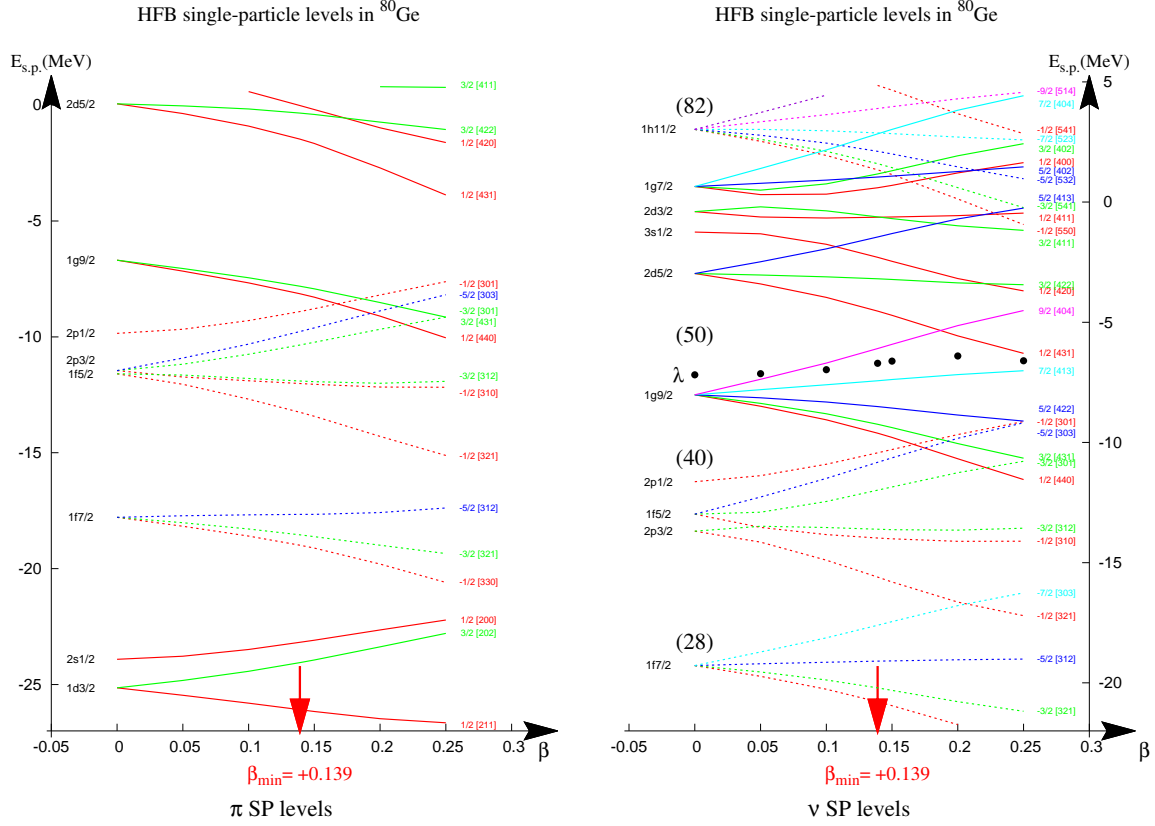 HFB single-particle levels in ⁸⁰Ge
E_s.p.(MeV)
0
-5
-10
-15
-20
-25
2d5/2
1g9/2
2p1/2
2p3/2
1f5/2
1f7/2
2s1/2
1d3/2
3/2 [411]
3/2 [422]
1/2 [420]
1/2 [431]
-1/2 [301]
-5/2 [303]
-3/2 [301]
3/2 [431]
1/2 [440]
-3/2 [312]
-1/2 [310]
-1/2 [321]
-5/2 [312]
-3/2 [321]
-1/2 [330]
1/2 [200]
3/2 [202]
1/2 [211]
-0.05 0 0.05 0.1 0.15 0.2 0.25 0.3
β
β_min= +0.139
π SP levels
HFB single-particle levels in ⁸⁰Ge
E_s.p.(MeV)
5
0
-5
-10
-15
-20
(82)
(50)
(40)
(28)
λ
1h11/2
1g7/2
2d3/2
3s1/2
2d5/2
1g9/2
2p1/2
1f5/2
2p3/2
1f7/2
-9/2 [514]
7/2 [404]
-1/2 [541]
-7/2 [523]
3/2 [402]
1/2 [400]
5/2 [402]
-5/2 [532]
5/2 [413]
-3/2 [541]
1/2 [411]
-1/2 [550]
3/2 [411]
3/2 [422]
1/2 [420]
9/2 [404]
1/2 [431]
7/2 [413]
5/2 [422]
-1/2 [301]
-5/2 [303]
3/2 [431]
-3/2 [301]
1/2 [440]
-3/2 [312]
-1/2 [310]
-7/2 [303]
-1/2 [321]
-5/2 [312]
-3/2 [321]
-0.05 0 0.05 0.1 0.15 0.2 0.25 0.3
β
β_min= +0.139
ν SP levels